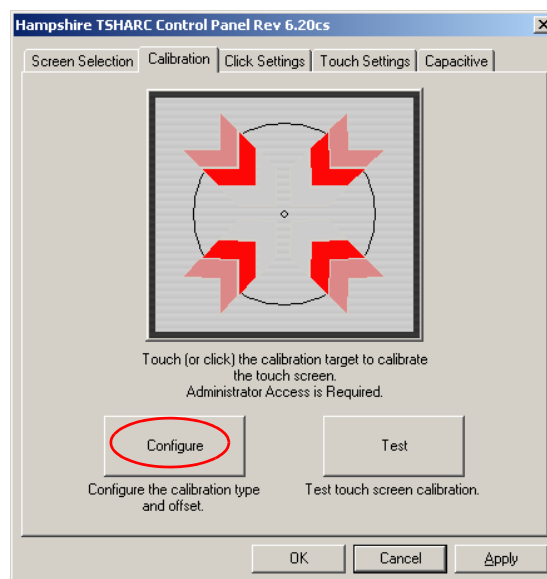 Hampshire TSHARC Control Panel Rev 6.20cs
Screen Selection Calibration Click Settings Touch Settings Capacitive
Touch (or click) the calibration target to calibrate
the touch screen.
Administrator Access is Required.
Configure Test
Configure the calibration type
and offset.
Test touch screen calibration.
OK Cancel Apply